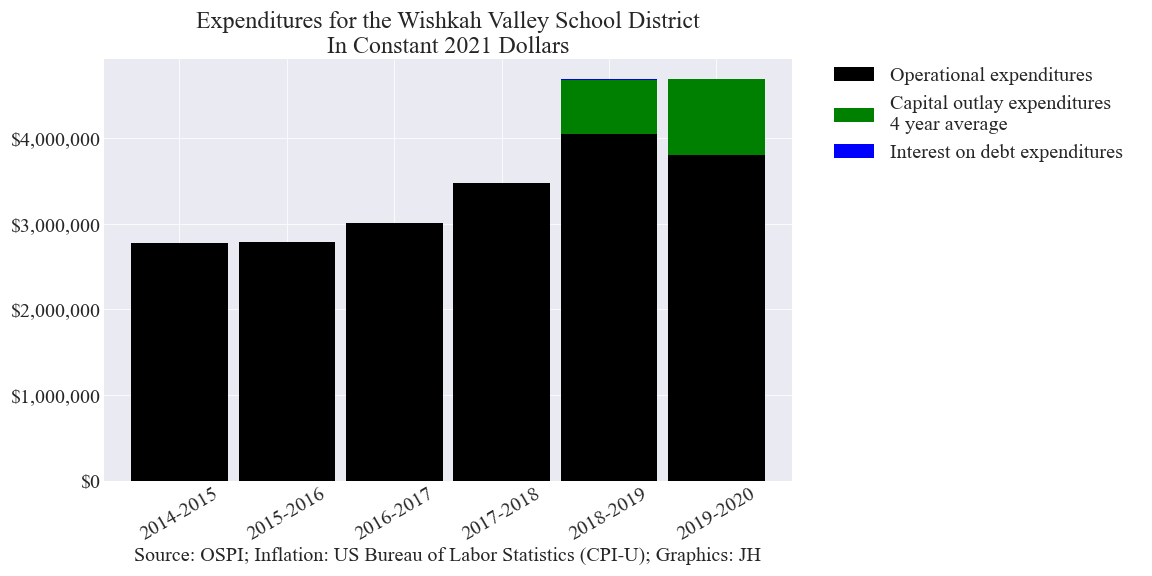 Expenditures for the Wishkah Valley School District
In Constant 2021 Dollars
Operational expenditures
Capital outlay expenditures
4 year average
Interest on debt expenditures
$4,000,000
$3,000,000
$2,000,000
$1,000,000
$0
2014-2015
2015-2016
2016-2017
2017-2018
2018-2019
2019-2020
Source: OSPI; Inflation: US Bureau of Labor Statistics (CPI-U); Graphics: JH